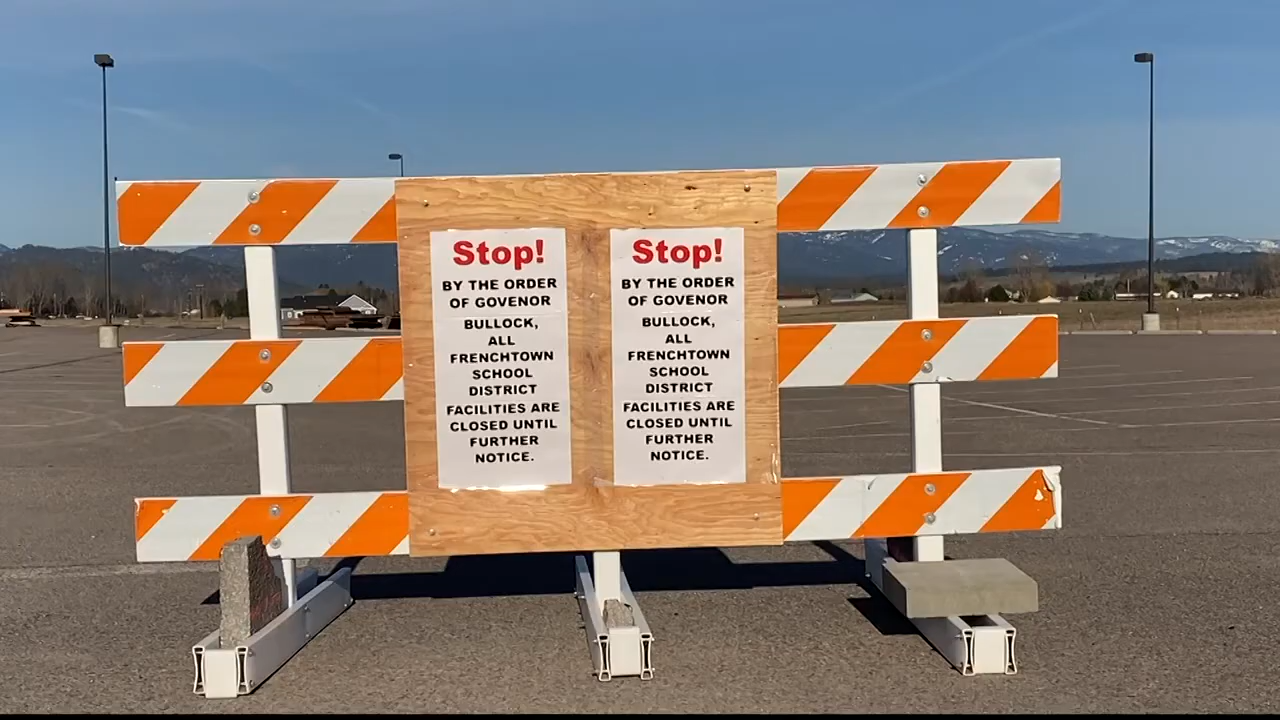 Stop!
BY THE ORDER
OF GOVENOR
BULLOCK,
ALL
FRENCHTOWN
SCHOOL
DISTRICT
FACILITIES ARE
CLOSED UNTIL
FURTHER
NOTICE.
Stop!
BY THE ORDER
OF GOVENOR
BULLOCK,
ALL
FRENCHTOWN
SCHOOL
DISTRICT
FACILITIES ARE
CLOSED UNTIL
FURTHER
NOTICE.